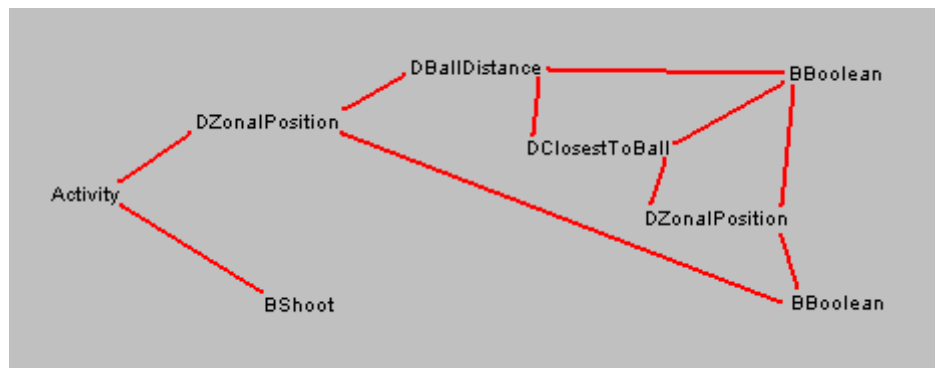 DBallDistance
BBoolean
DZonalPosition
DClosestToBall
Activity
DZonalPosition
BShoot
BBoolean